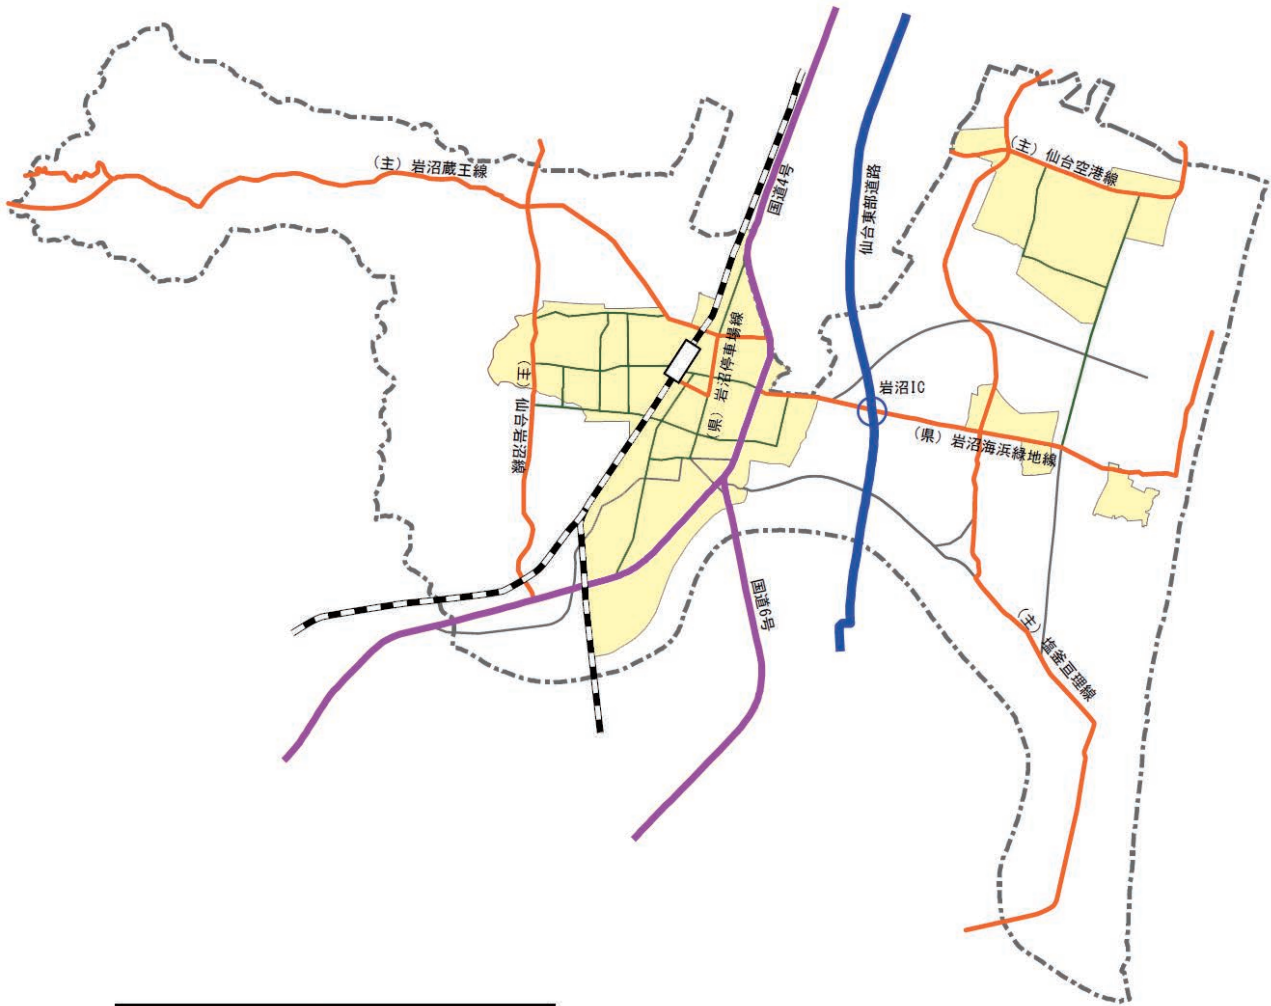 （主）岩沼蔵王線
国道4号
仙台東部道路
（主）仙台空港線
（県）岩沼停車場線
（主）仙台岩沼線
岩沼IC
（県）岩沼海浜緑地線
国道6号
（主）塩釜亘理線